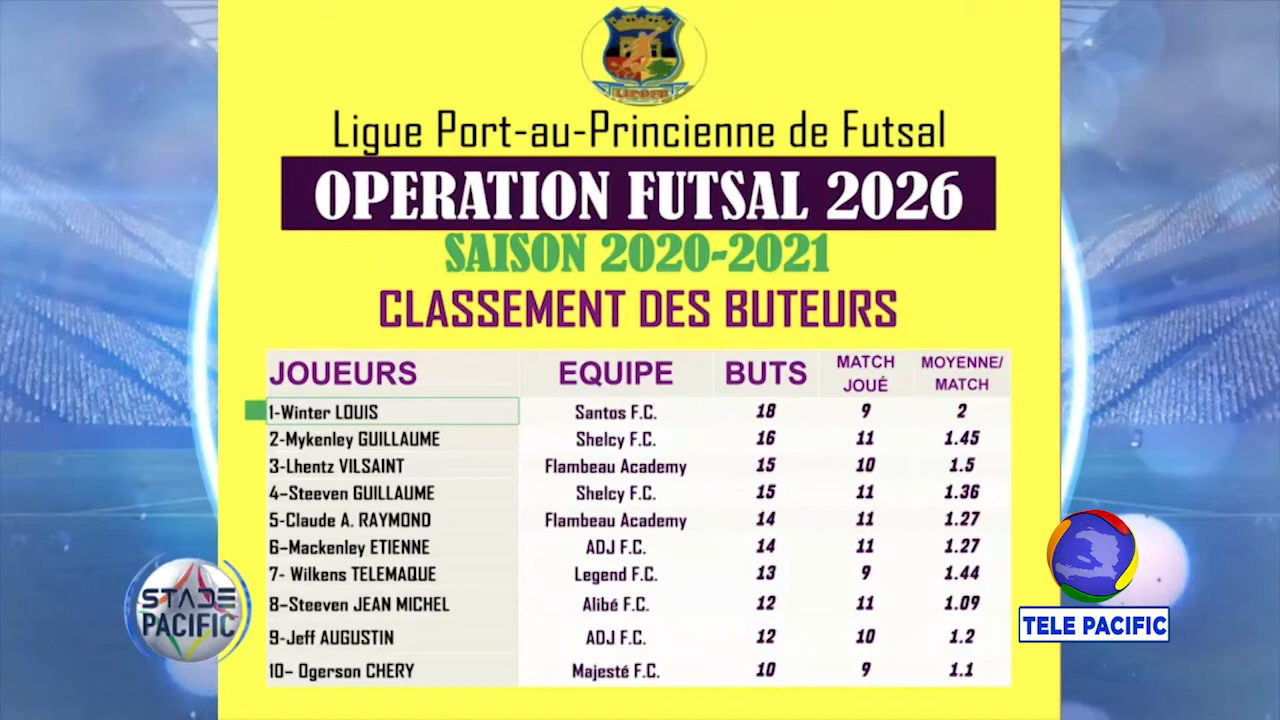 Ligue Port-au-Princienne de Futsal
OPERATION FUTSAL 2026
SAISON 2020-2021
CLASSEMENT DES BUTEURS
JOUEURS EQUIPE BUTS MATCH JOUÉ MOYENNE/ MATCH
1-Winter LOUIS Santos F.C. 18 9 2
2-Mykenley GUILLAUME Shelcy F.C. 16 11 1.45
3-Lhentz VILSAINT Flambeau Academy 15 10 1.5
4–Steeven GUILLAUME Shelcy F.C. 15 11 1.36
5-Claude A. RAYMOND Flambeau Academy 14 11 1.27
6–Mackenley ETIENNE ADJ F.C. 14 11 1.27
7- Wilkens TELEMAQUE Legend F.C. 13 9 1.44
8–Steeven JEAN MICHEL Alibé F.C. 12 11 1.09
9-Jeff AUGUSTIN ADJ F.C. 12 10 1.2
10– Ogerson CHERY Majesté F.C. 10 9 1.1
STADE
PACIFIC
TELE PACIFIC